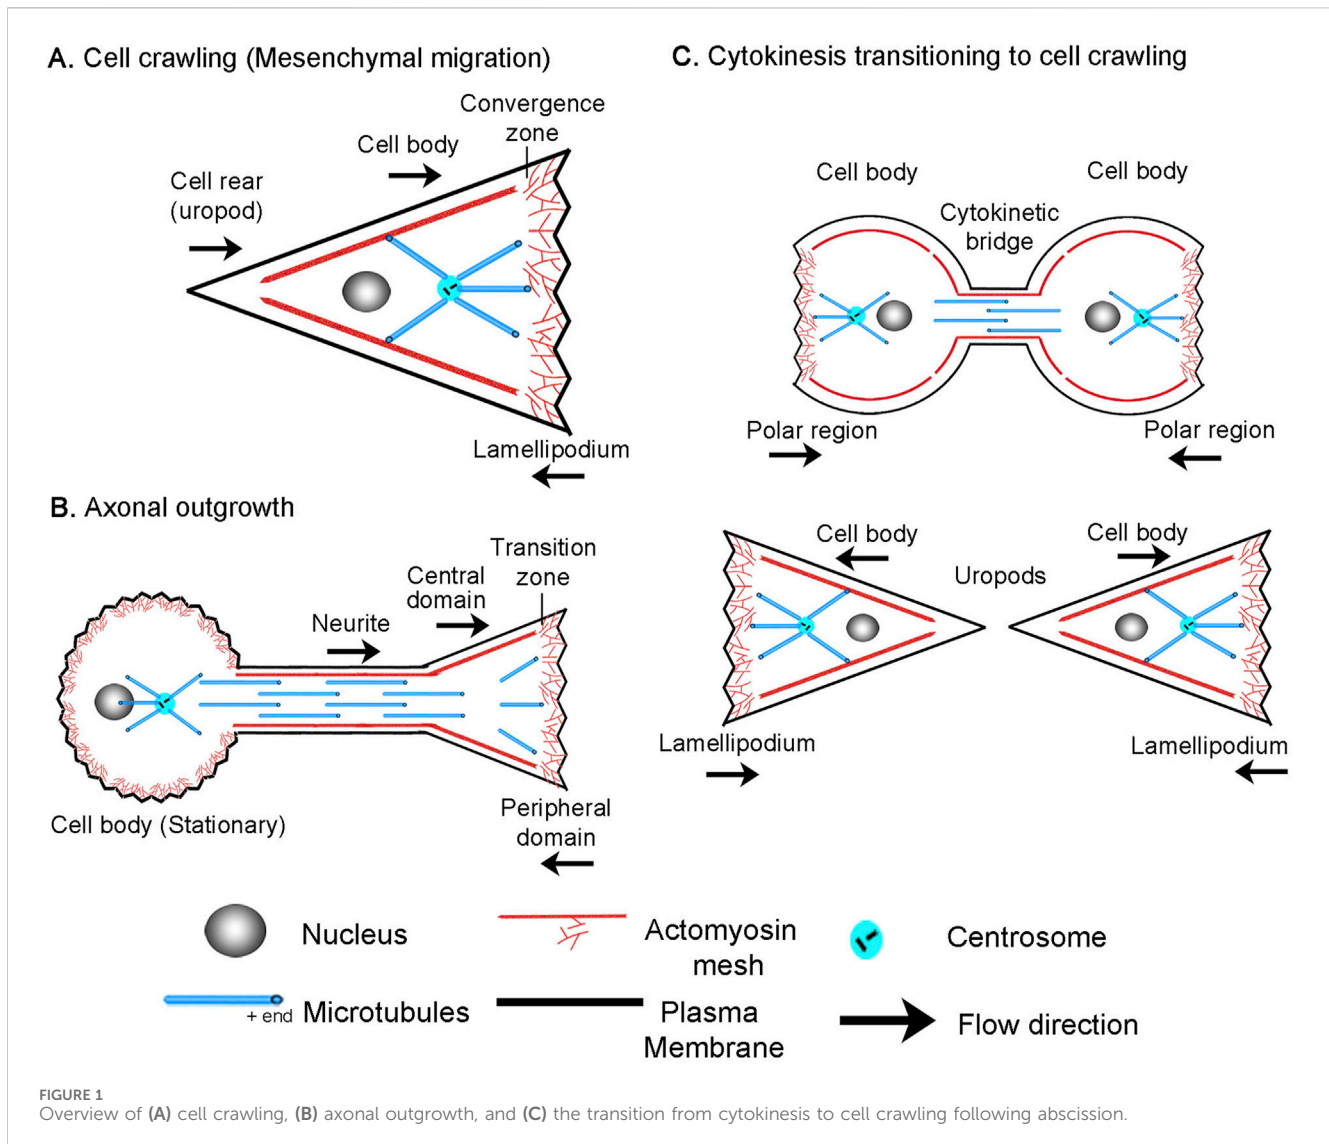 A. Cell crawling (Mesenchymal migration)
Convergence
zone
Cell body
Cell rear
(uropod)
Lamellipodium
B. Axonal outgrowth
Transition
zone
Central
domain
Neurite
Cell body (Stationary)
Peripheral
domain
C. Cytokinesis transitioning to cell crawling
Cell body
Cell body
Cytokinetic
bridge
Polar region
Polar region
Cell body
Cell body
Uropods
Lamellipodium
Lamellipodium
Nucleus
Actomyosin
mesh
Centrosome
+ end
Microtubules
Plasma
Membrane
Flow direction
FIGURE 1
Overview of (A) cell crawling, (B) axonal outgrowth, and (C) the transition from cytokinesis to cell crawling following abscission.